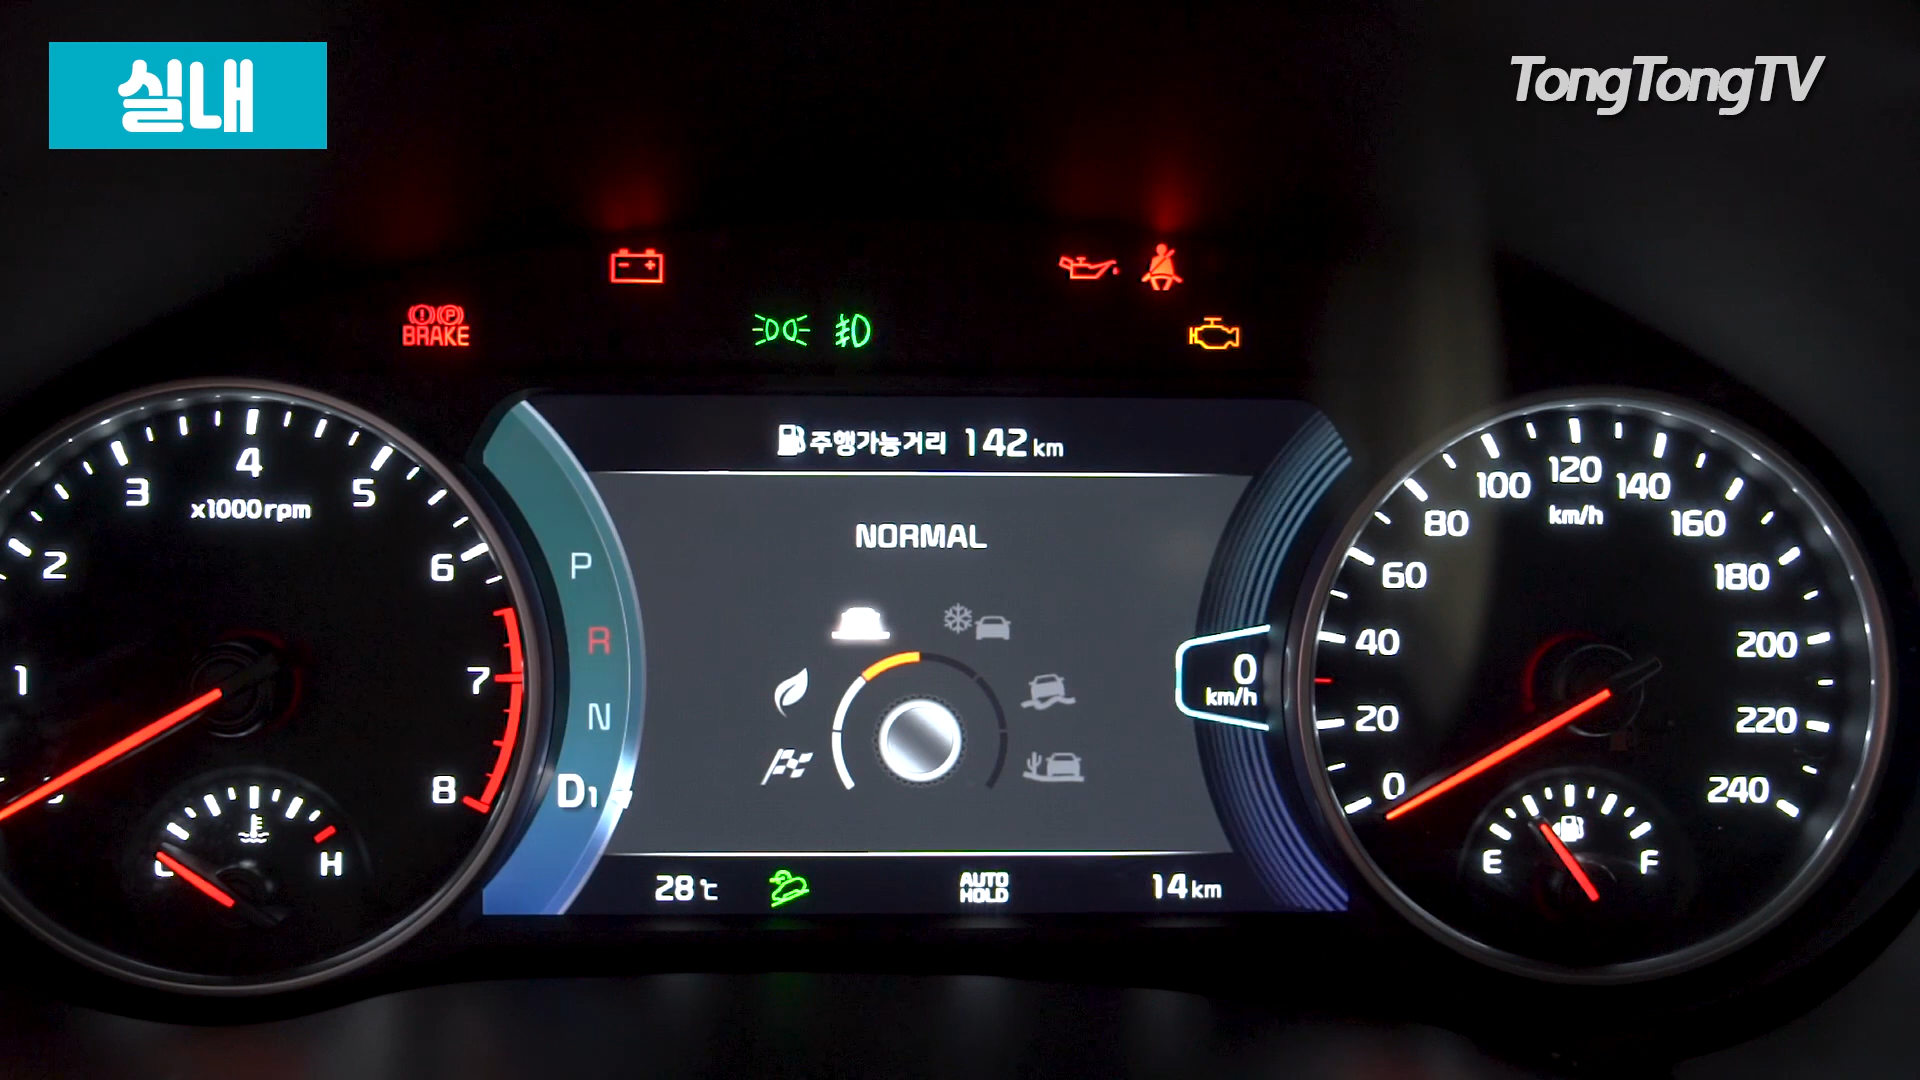 실내
TongTongTV
BRAKE
주행가능거리 142 km
NORMAL
1
2
3
4
5
6
7
8
x1000rpm
H
P
R
N
D1
0
km/h
28℃
AUTO
HOLD
14 km
0
20
40
60
80
100
120
140
160
180
200
220
240
km/h
E
F